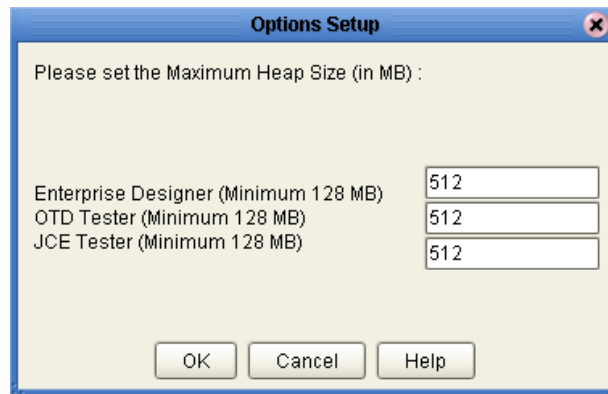 Options Setup
Please set the Maximum Heap Size (in MB) :
Enterprise Designer (Minimum 128 MB) 512
OTD Tester (Minimum 128 MB) 512
JCE Tester (Minimum 128 MB) 512
OK Cancel Help